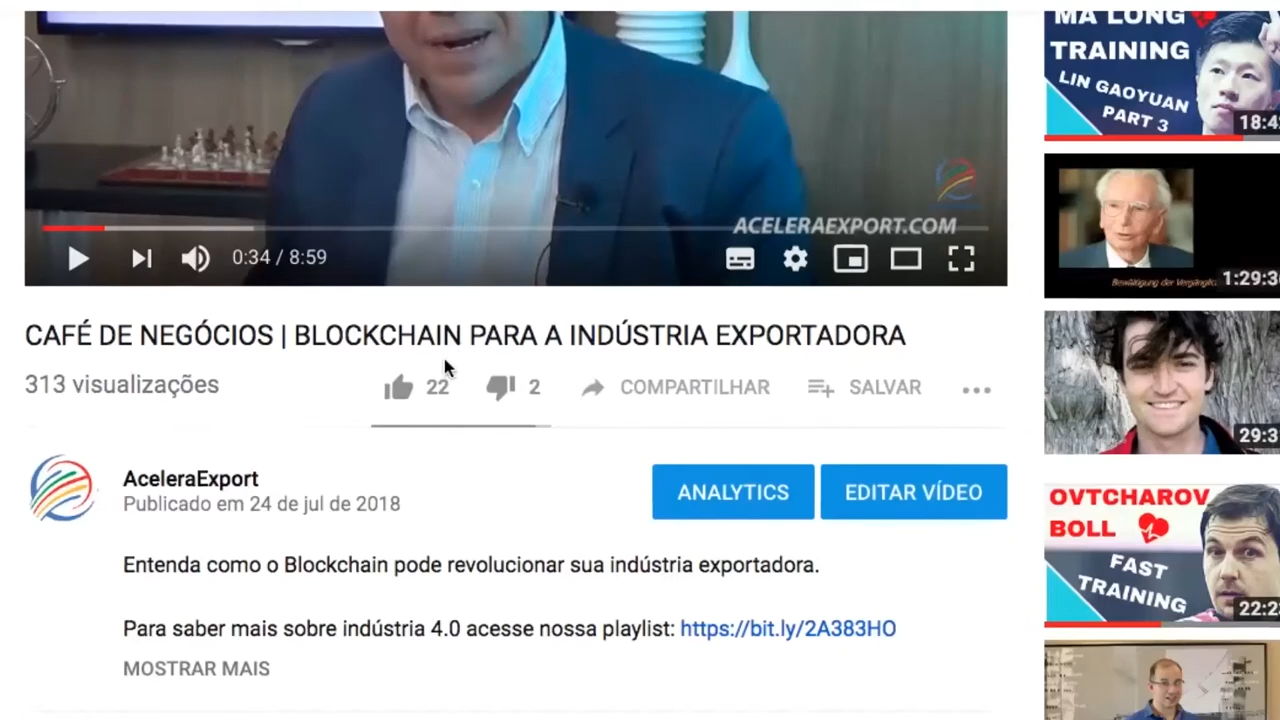 ACELERAEXPORT.COM
0:34 / 8:59
CAFÉ DE NEGÓCIOS | BLOCKCHAIN PARA A INDÚSTRIA EXPORTADORA
313 visualizações
22
2
COMPARTILHAR
SALVAR
AceleraExport
Publicado em 24 de jul de 2018
ANALYTICS
EDITAR VÍDEO
Entenda como o Blockchain pode revolucionar sua indústria exportadora.
Para saber mais sobre indústria 4.0 acesse nossa playlist: https://bit.ly/2A383HO
MOSTRAR MAIS
MA LONG
TRAINING
LIN GAOYUAN
PART 3
18:4
Bewältigung der Vergänglic
1:29:3
29:3
OVTCHAROV
BOLL
FAST
TRAINING
22:2